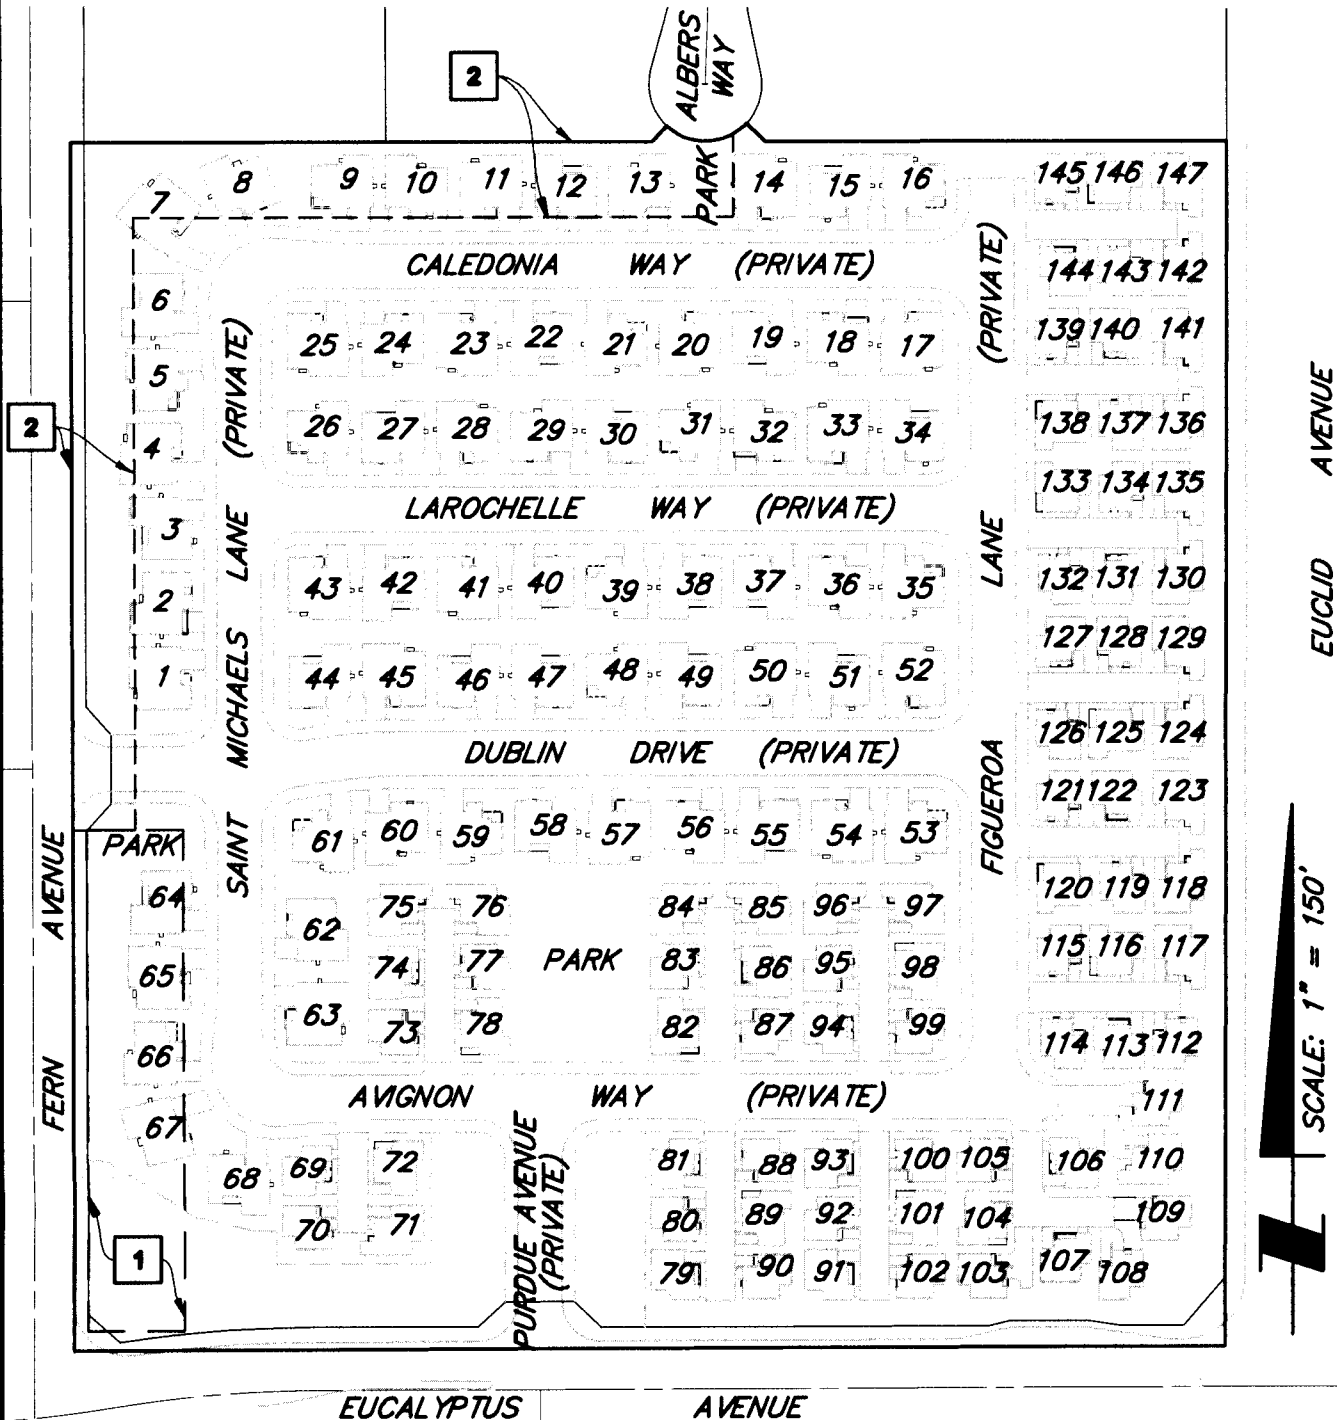 ALBERS
WAY
2
PARK
7 8 9 10 11 12 13 14 15 16 145 146 147
CALEDONIA WAY (PRIVATE)
144 143 142
6
25 24 23 22 21 20 19 18 17 139 140 141
5
2
4 26 27 28 29 30 31 32 33 34 138 137 136
133 134 135
LAROCHELLE WAY (PRIVATE)
3
2 43 42 41 40 39 38 37 36 35 132 131 130
127 128 129
1 44 45 46 47 48 49 50 51 52
126 125 124
DUBLIN DRIVE (PRIVATE)
121 122 123
PARK 61 60 59 58 57 56 55 54 53
64 75 76 84 85 96 97 120 119 118
62
65 74 77 PARK 83 86 95 98 115 116 117
66 63 73 78 82 87 94 99 114 113 112
AVIGNON WAY (PRIVATE)
111
67
68 69 72 81 88 93 100 105 106 110
70 71 80 89 92 101 104 109
1
79 90 91 102 103 107 108
SAINT MICHAELS LANE (PRIVATE)
FIGUEROA LANE (PRIVATE)
PURDUE AVENUE
(PRIVATE)
FERN AVENUE
EUCLID AVENUE
SCALE: 1" = 150'
EUCALYPTUS AVENUE